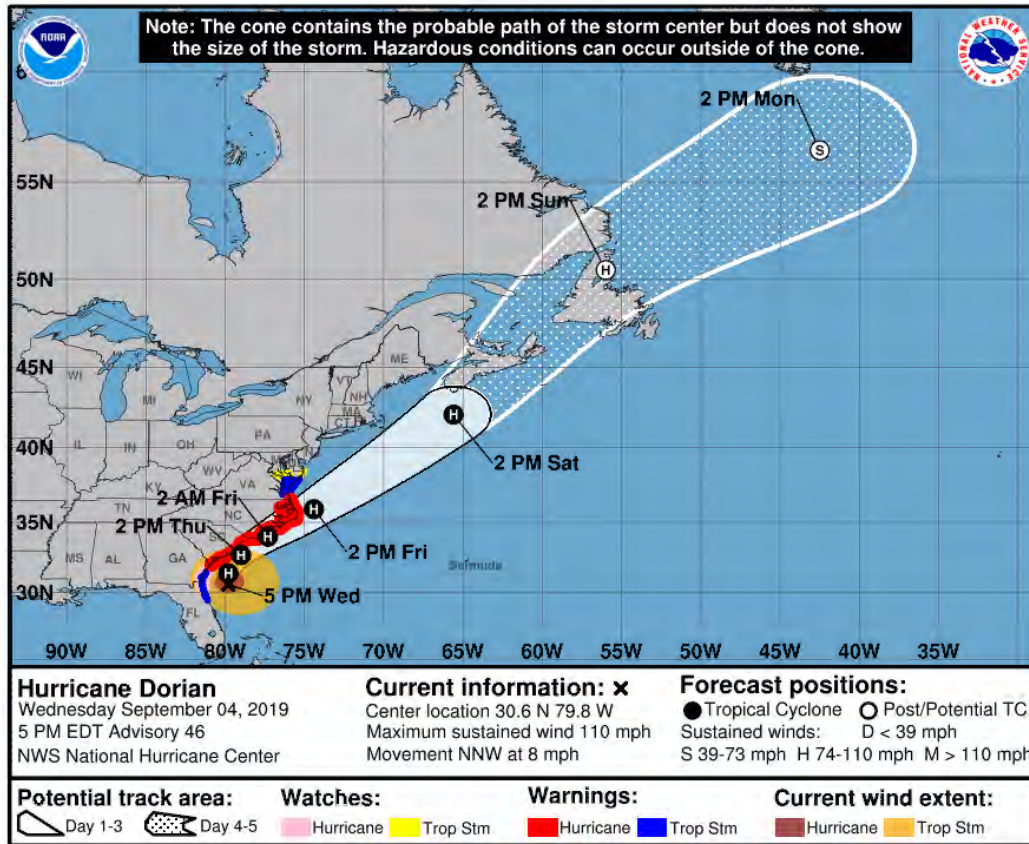 Note: The cone contains the probable path of the storm center but does not show
the size of the storm. Hazardous conditions can occur outside of the cone.
NOAA
NATIONAL WEATHER SERVICE
2 PM Mon
S
55N
2 PM Sun
H
50N
45N
WI
MI
ME
VT
NH
NY
MA
CT
H
2 PM Sat
40N
IL
IN
OH
PA
WV
VA
KY
35N
TN
NC
2 AM Fri
H
H
2 PM Fri
2 PM Thu
H
SC
MS
AL
GA
H
5 PM Wed
Bermuda
30N
FL
90W 85W 80W 75W 70W 65W 60W 55W 50W 45W 40W 35W
Hurricane Dorian
Wednesday September 04, 2019
5 PM EDT Advisory 46
NWS National Hurricane Center
Current information: x
Center location 30.6 N 79.8 W
Maximum sustained wind 110 mph
Movement NNW at 8 mph
Forecast positions:
Tropical Cyclone Post/Potential TC
Sustained winds: D < 39 mph
S 39-73 mph H 74-110 mph M > 110 mph
Potential track area:
Day 1-3 Day 4-5
Watches:
Hurricane Trop Stm
Warnings:
Hurricane Trop Stm
Current wind extent:
Hurricane Trop Stm